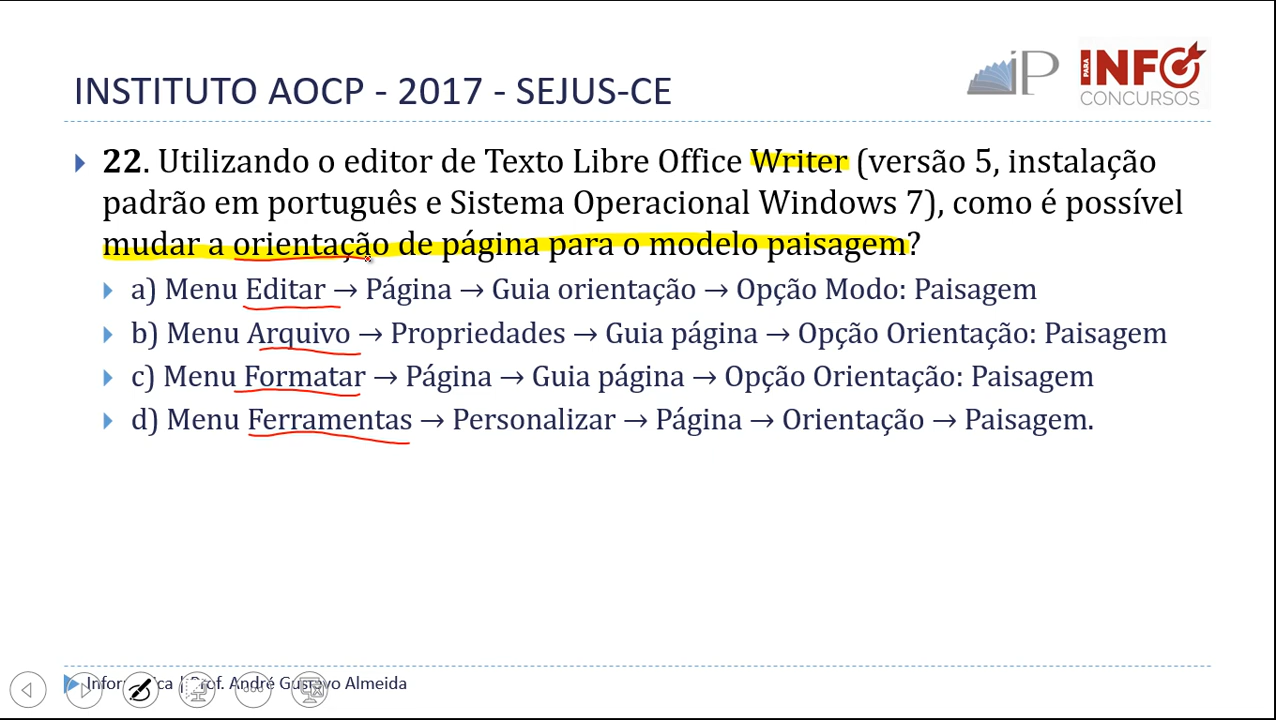 INSTITUTO AOCP - 2017 - SEJUS-CE
iP
PARA INFO
CONCURSOS
22. Utilizando o editor de Texto Libre Office Writer (versão 5, instalação
padrão em português e Sistema Operacional Windows 7), como é possível
mudar a orientação de página para o modelo paisagem?
a) Menu Editar → Página → Guia orientação → Opção Modo: Paisagem
b) Menu Arquivo → Propriedades → Guia página → Opção Orientação: Paisagem
c) Menu Formatar → Página → Guia página → Opção Orientação: Paisagem
d) Menu Ferramentas → Personalizar → Página → Orientação → Paisagem.
| Prof. André Gustavo Almeida